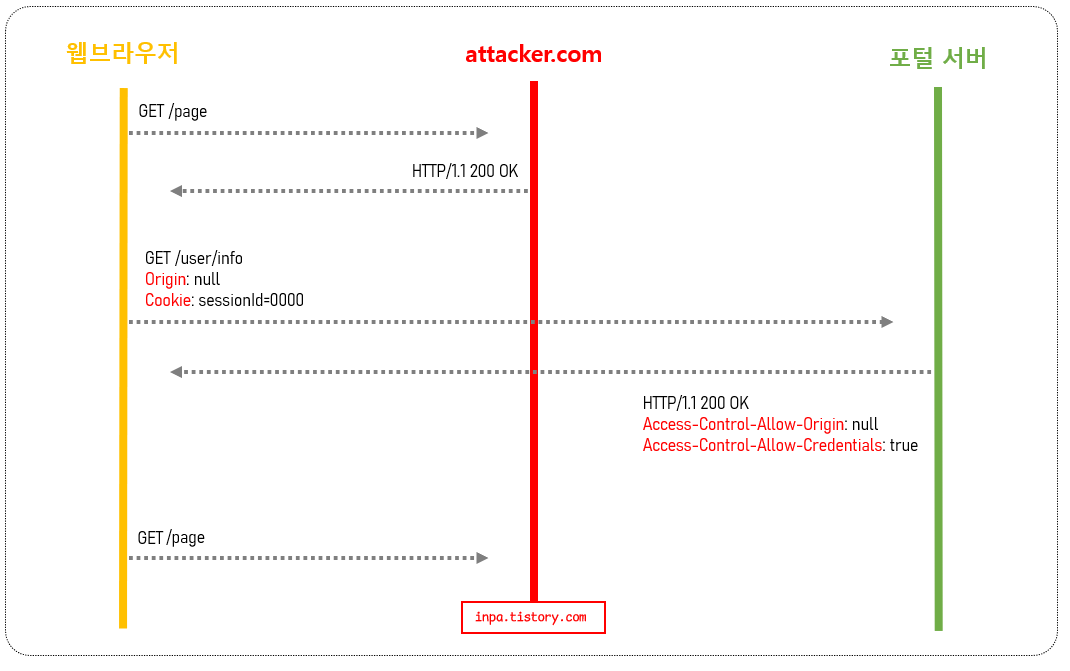 웹브라우저
attacker.com
포털 서버
GET /page
HTTP/1.1 200 OK
GET /user/info
Origin: null
Cookie: sessionId=0000
HTTP/1.1 200 OK
Access-Control-Allow-Origin: null
Access-Control-Allow-Credentials: true
GET /page
inpa.tistory.com